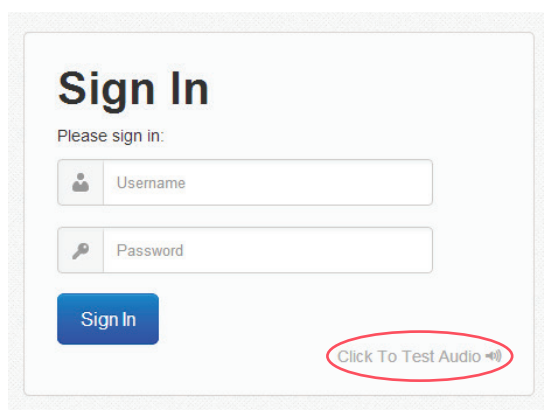 Sign In
Please sign in:
Username
Password
Sign In
Click To Test Audio